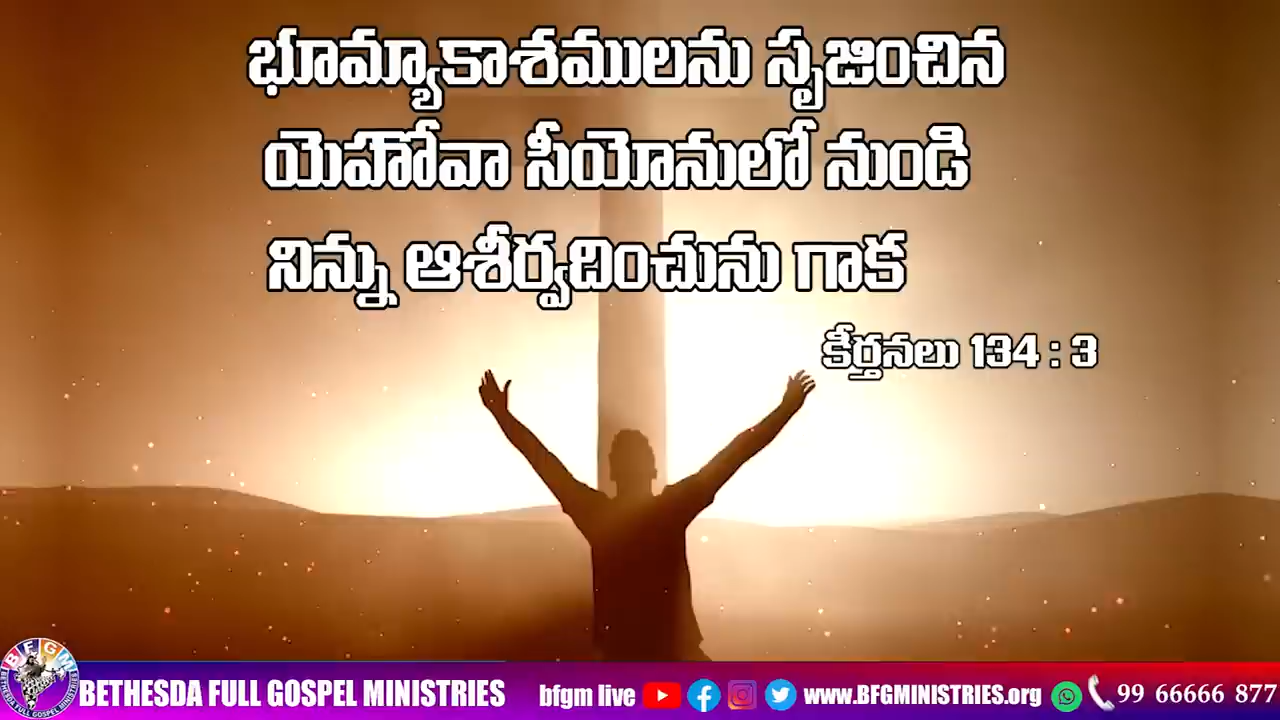 భూమ్యాకాశములను సృజించిన
యెహోవా సీయోనులో నుండి
నిన్ను ఆశీర్వదించును గాక
కీర్తనలు 134 : 3
BFGM
BETHESDA FULL GOSPEL MINISTRIES bfgm live www.BFGMINISTRIES.org 99 66666 877